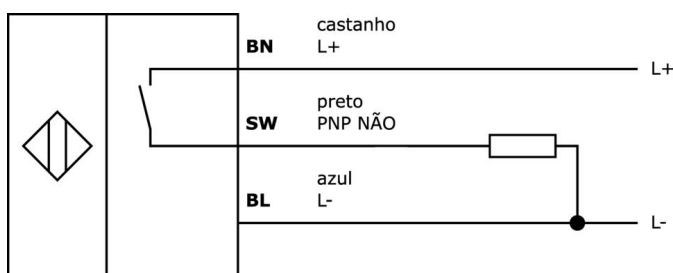 castanho
BN L+
L+
preto
SW PNP NÃO
azul
BL L-
L-